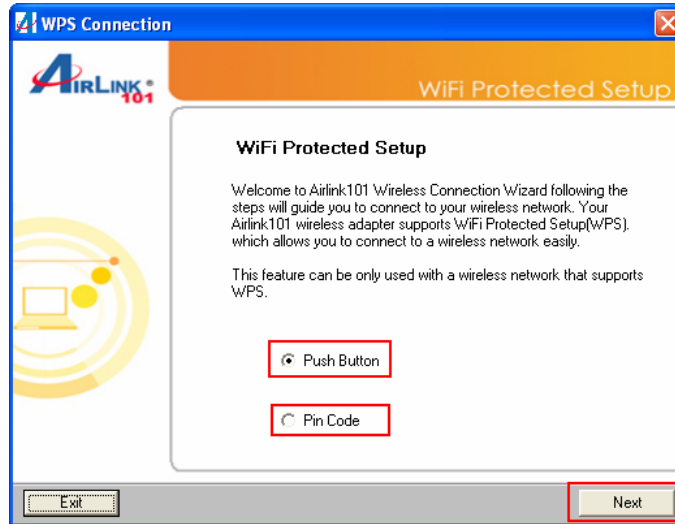 WPS Connection
AIRLINK
101
WiFi Protected Setup
WiFi Protected Setup
Welcome to Airlink101 Wireless Connection Wizard following the
steps will guide you to connect to your wireless network. Your
Airlink101 wireless adapter supports WiFi Protected Setup(WPS).
which allows you to connect to a wireless network easily.
This feature can be only used with a wireless network that supports
WPS.
Push Button
Pin Code
Exit
Next